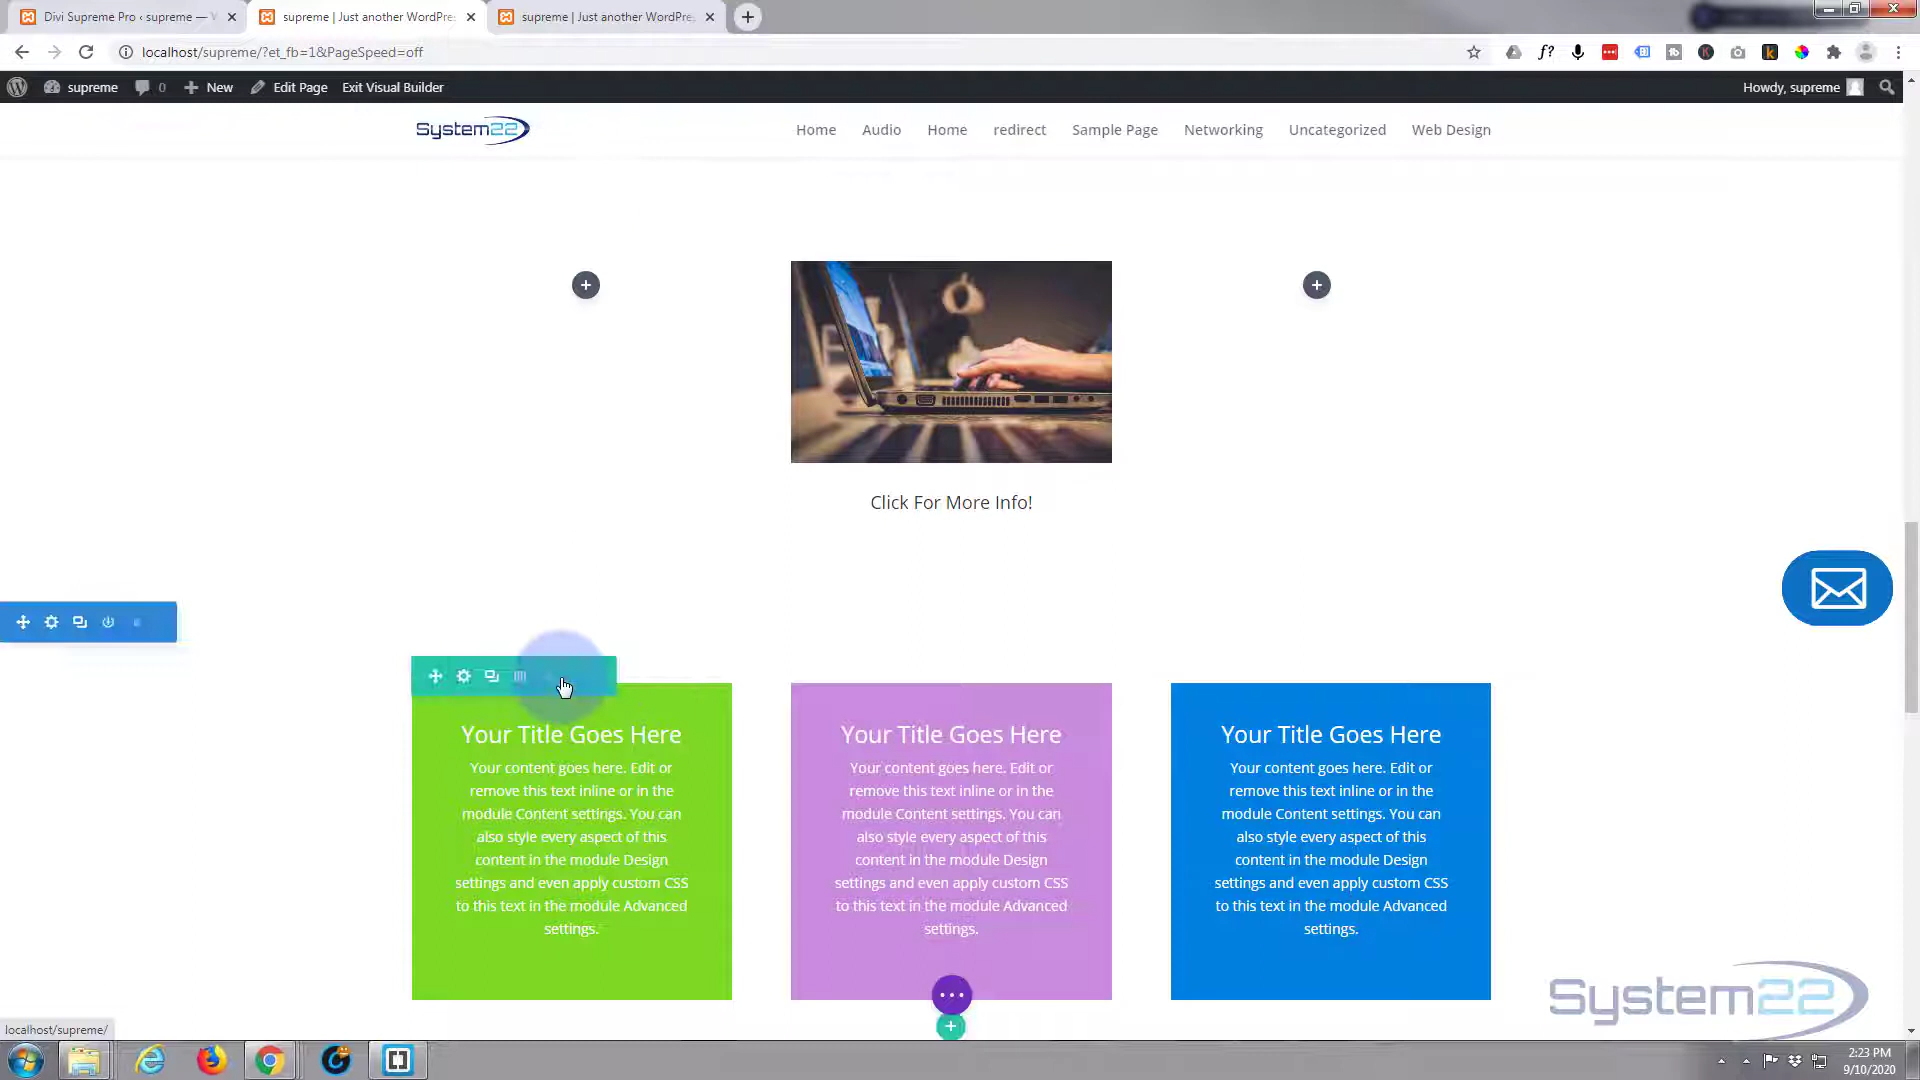 Divi Supreme Pro ‹ supreme — W
supreme | Just another WordPres
supreme | Just another WordPres
localhost/supreme/?et_fb=1&PageSpeed=off
supreme
0
New
Edit Page
Exit Visual Builder
Howdy, supreme
System22
Home
Audio
Home
redirect
Sample Page
Networking
Uncategorized
Web Design
Click For More Info!
Your Title Goes Here
Your content goes here. Edit or
remove this text inline or in the
module Content settings. You can
also style every aspect of this
content in the module Design
settings and even apply custom CSS
to this text in the module Advanced
settings.
Your Title Goes Here
Your content goes here. Edit or
remove this text inline or in the
module Content settings. You can
also style every aspect of this
content in the module Design
settings and even apply custom CSS
to this text in the module Advanced
settings.
Your Title Goes Here
Your content goes here. Edit or
remove this text inline or in the
module Content settings. You can
also style every aspect of this
content in the module Design
settings and even apply custom CSS
to this text in the module Advanced
settings.
System22
localhost/supreme/
2:23 PM
9/10/2020